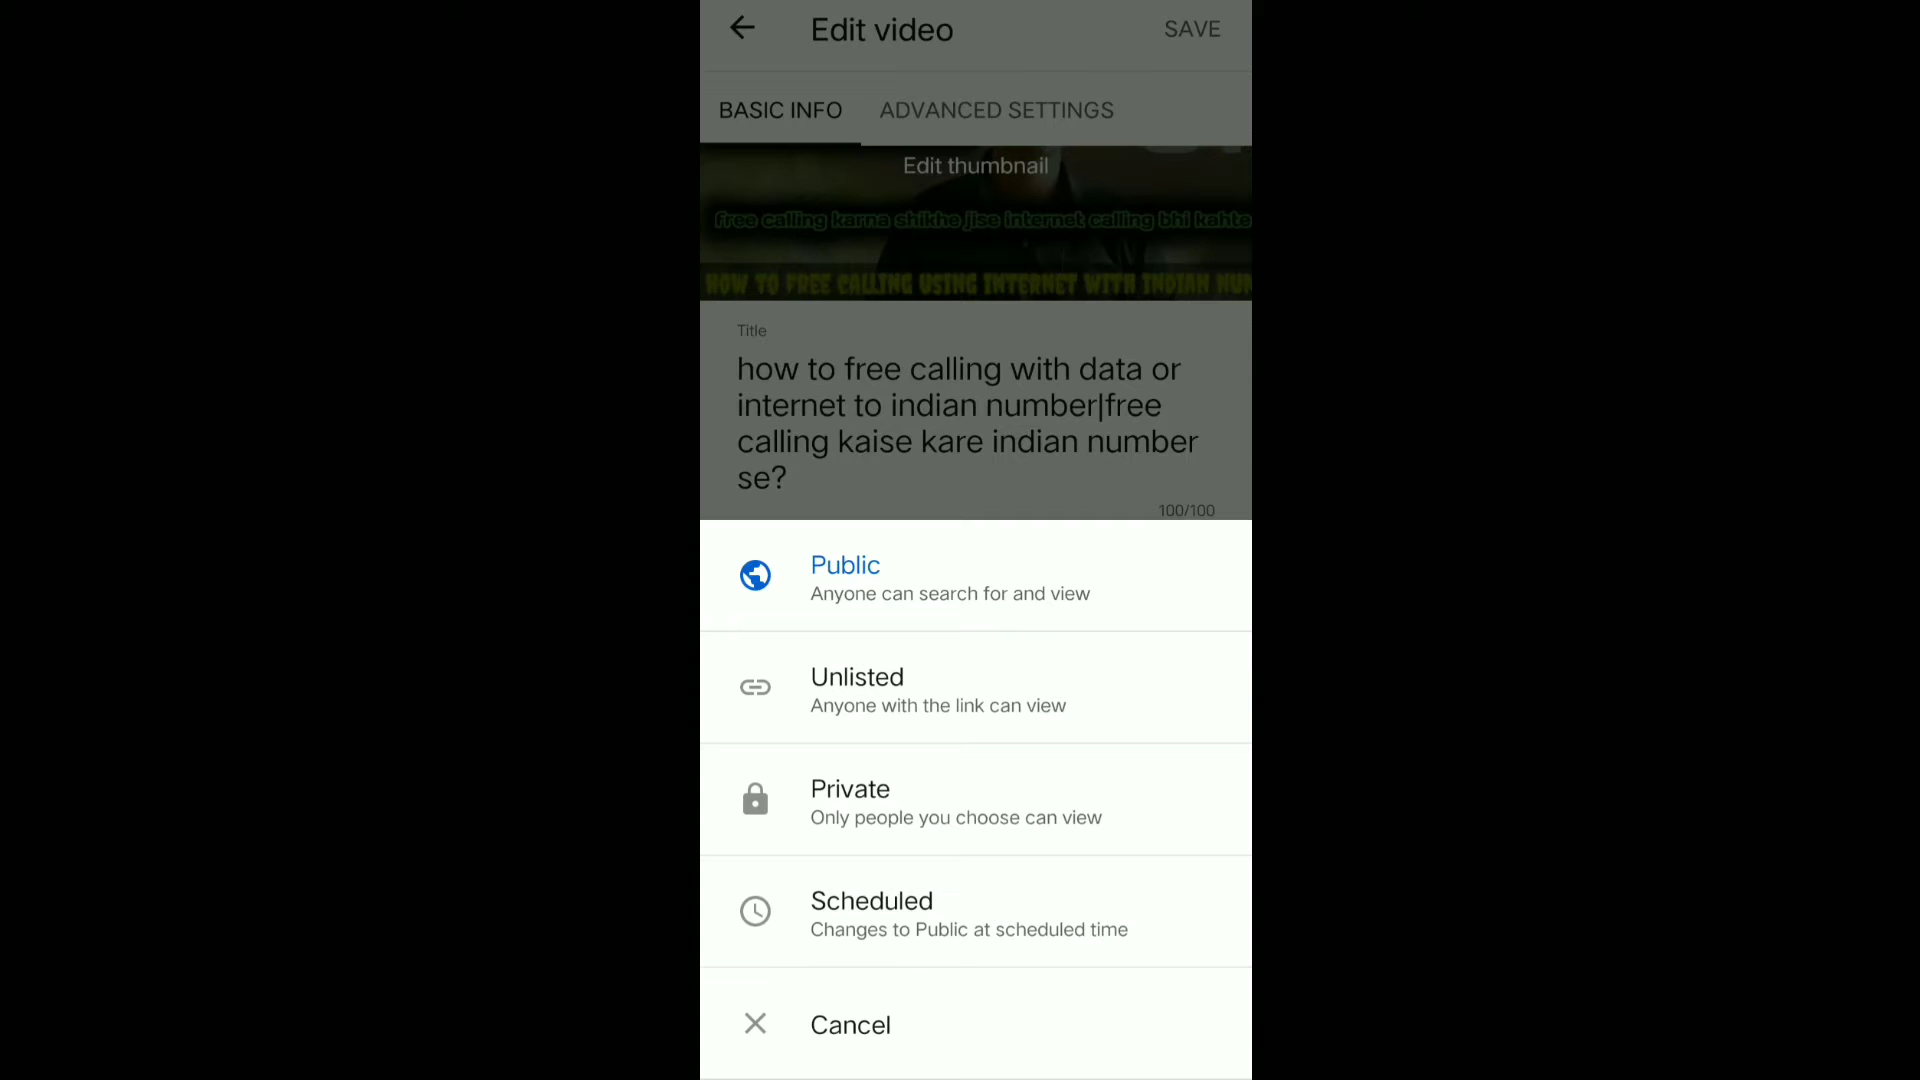 Edit video
SAVE
BASIC INFO
ADVANCED SETTINGS
Edit thumbnail
free calling karna shikhe jise internet calling bhi kahte
HOW TO FREE CALLING USING INTERNET WITH INDIAN NUM
Title
how to free calling with data or
internet to indian number|free
calling kaise kare indian number
se?
100/100
Public
Anyone can search for and view
Unlisted
Anyone with the link can view
Private
Only people you choose can view
Scheduled
Changes to Public at scheduled time
Cancel